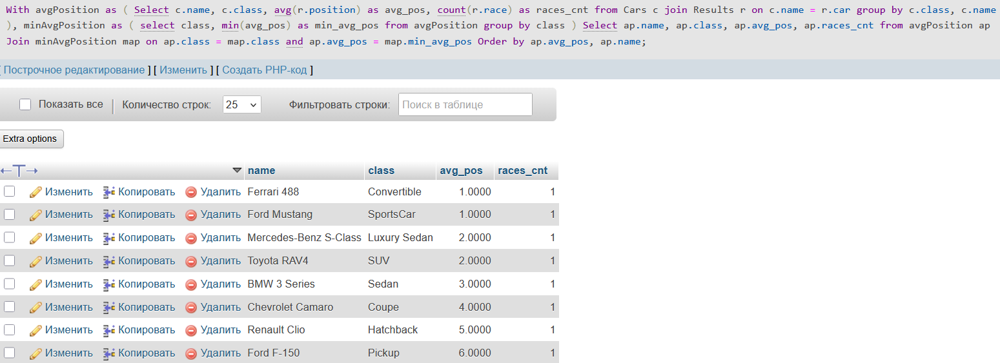 With avgPosition as ( Select c.name, c.class, avg(r.position) as avg_pos, count(r.race) as races_cnt from Cars c join Results r on c.name = r.car group by c.class, c.name
), minAvgPosition as ( select class, min(avg_pos) as min_avg_pos from avgPosition group by class ) Select ap.name, ap.class, ap.avg_pos, ap.races_cnt from avgPosition ap
Join minAvgPosition map on ap.class = map.class and ap.avg_pos = map.min_avg_pos Order by ap.avg_pos, ap.name;
[ Построчное редактирование ] [ Изменить ] [ Создать PHP-код ]
Показать все | Количество строк: 25 Фильтровать строки: Поиск в таблице
Extra options
←T→ name class avg_pos races_cnt
Изменить Копировать Удалить Ferrari 488 Convertible 1.0000 1
Изменить Копировать Удалить Ford Mustang SportsCar 1.0000 1
Изменить Копировать Удалить Mercedes-Benz S-Class Luxury Sedan 2.0000 1
Изменить Копировать Удалить Toyota RAV4 SUV 2.0000 1
Изменить Копировать Удалить BMW 3 Series Sedan 3.0000 1
Изменить Копировать Удалить Chevrolet Camaro Coupe 4.0000 1
Изменить Копировать Удалить Renault Clio Hatchback 5.0000 1
Изменить Копировать Удалить Ford F-150 Pickup 6.0000 1